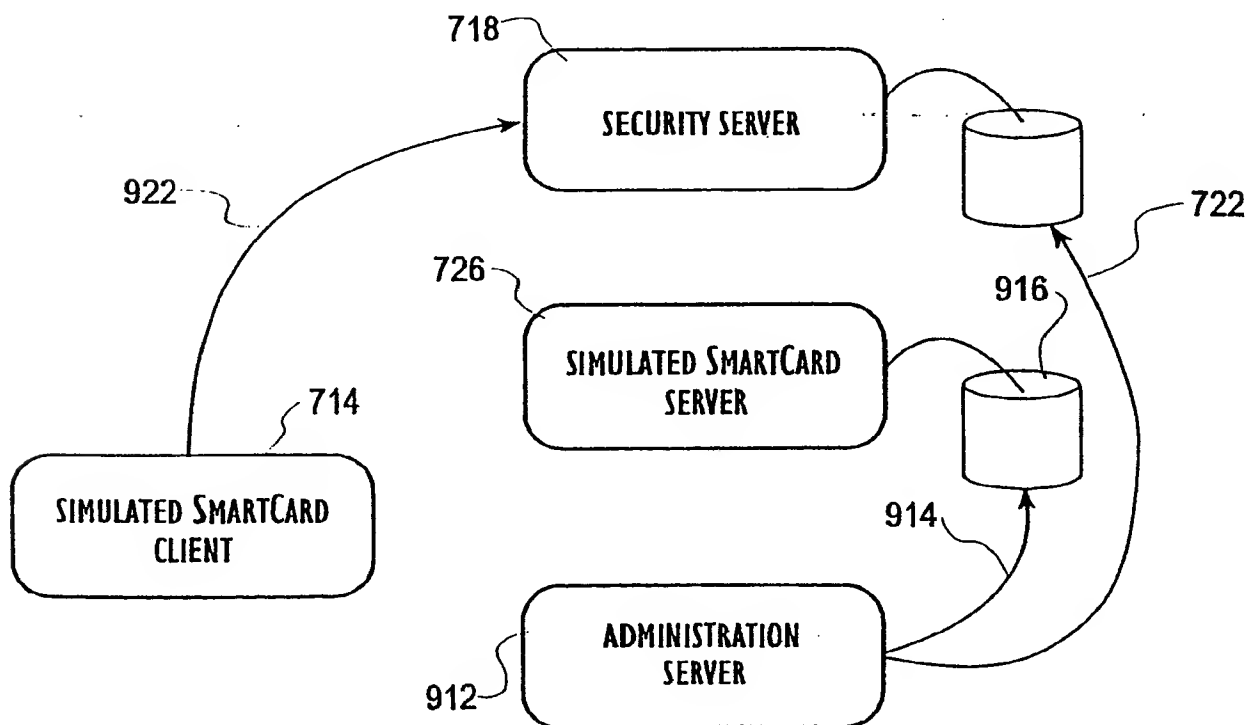 718
SECURITY SERVER
922
722
726
916
SIMULATED SMARTCARD
SERVER
714
SIMULATED SMARTCARD
CLIENT
914
ADMINISTRATION
SERVER
912